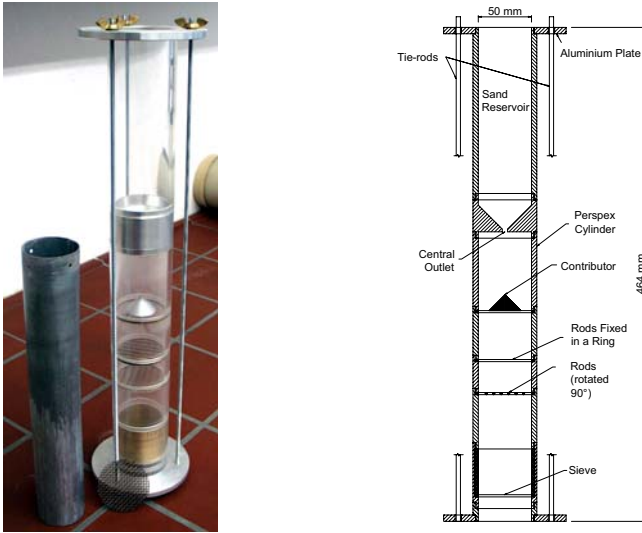 50 mm
Tie-rods
Aluminium Plate
Sand
Reservoir
Perspex
Cylinder
Central
Outlet
Contributor
464 mm
Rods Fixed
in a Ring
Rods
(rotated
90°)
Sieve